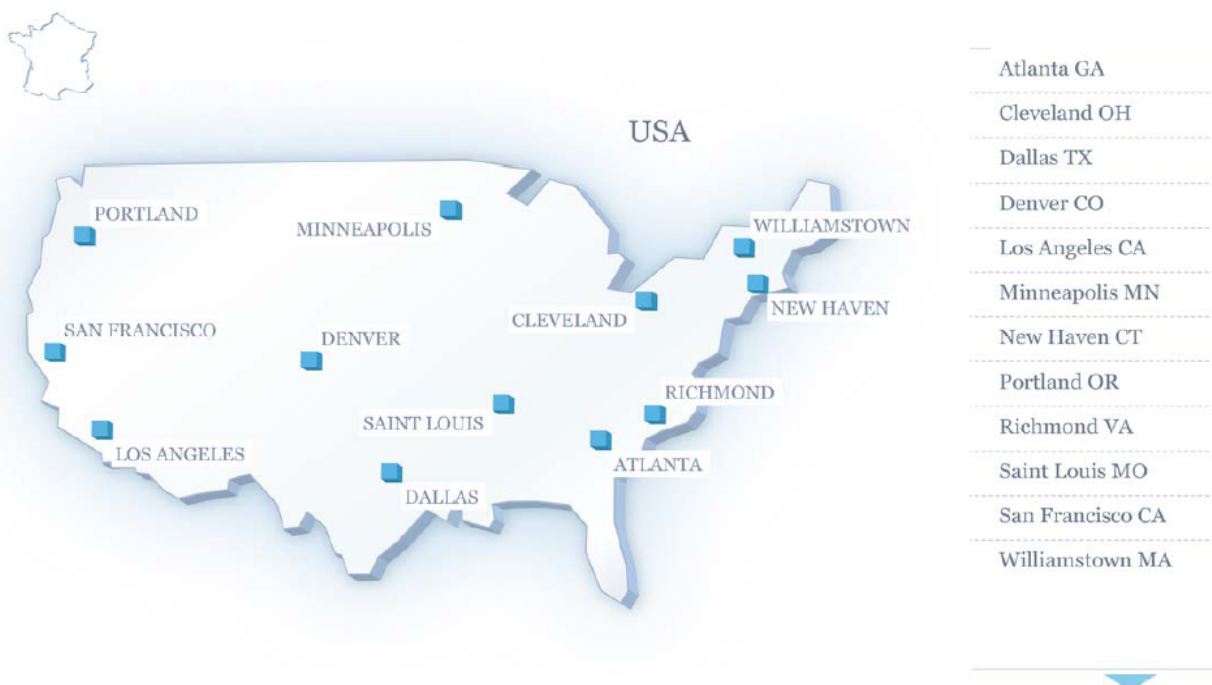 USA
PORTLAND
MINNEAPOLIS
WILLIAMSTOWN
CLEVELAND
NEW HAVEN
SAN FRANCISCO
DENVER
RICHMOND
SAINT LOUIS
LOS ANGELES
ATLANTA
DALLAS
Atlanta GA
Cleveland OH
Dallas TX
Denver CO
Los Angeles CA
Minneapolis MN
New Haven CT
Portland OR
Richmond VA
Saint Louis MO
San Francisco CA
Williamstown MA